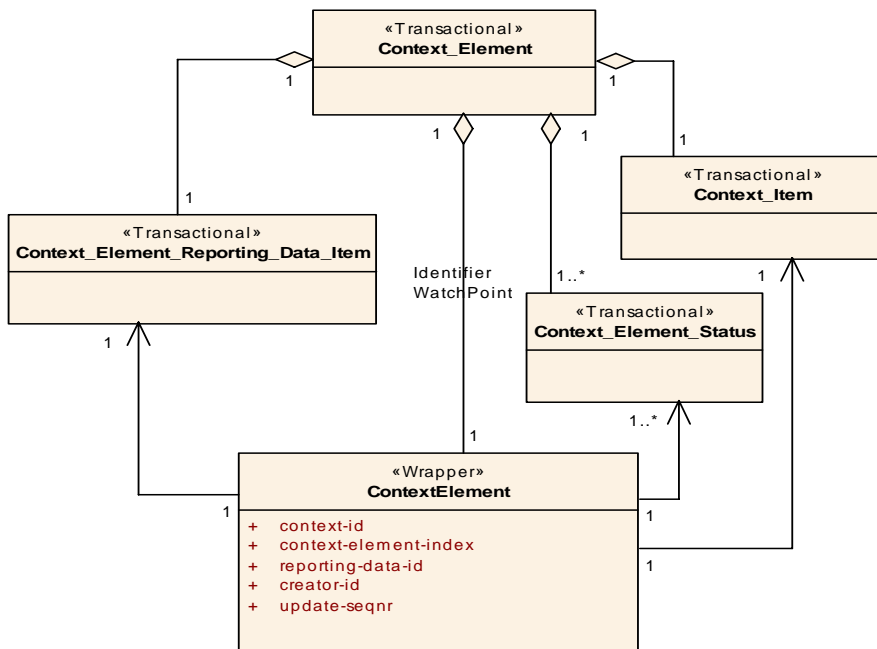 «Transactional»
Context_Element
1
1
1
1
1
«Transactional»
Context_Item
1
«Transactional»
Context_Element_Reporting_Data_Item
Identifier
WatchPoint
1..*
1
«Transactional»
Context_Element_Status
1
1..*
1
«Wrapper»
ContextElement
1
1
1
+ context-id
+ context-element-index
+ reporting-data-id
+ creator-id
+ update-seqnr